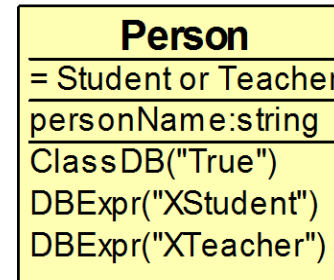 Person
= Student or Teacher
personName:string
ClassDB("True")
DBExpr("XStudent")
DBExpr("XTeacher")